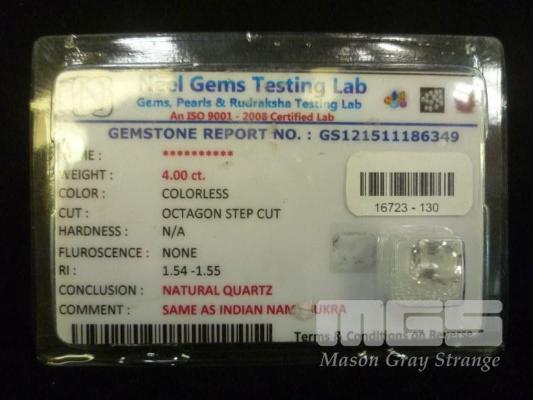 Neel Gems Testing Lab
Gems, Pearls & Rudraksha Testing Lab
An ISO 9001 - 2008 Certified Lab
GEMSTONE REPORT NO. : GS121511186349
: **********
WEIGHT : 4.00 ct.
COLOR : COLORLESS
CUT : OCTAGON STEP CUT
HARDNESS : N/A
FLUROSCENCE : NONE
RI : 1.54 -1.55
CONCLUSION : NATURAL QUARTZ
COMMENT : SAME AS INDIAN
16723 - 130
Terms & Conditions on Reverse
MGS
Mason Gray Strange